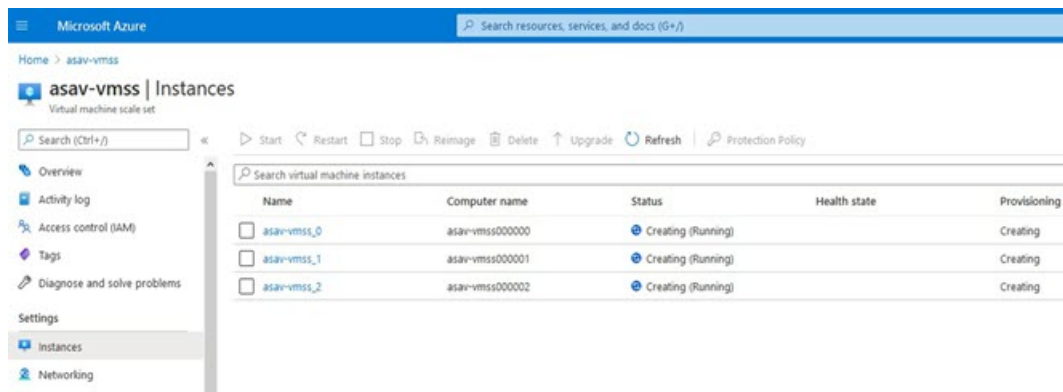 Microsoft Azure
Search resources, services, and docs (G+/)
Home > asav-vmss
asav-vmss | Instances
Virtual machine scale set
Search (Ctrl+/)
«
Start Restart Stop Reimage Delete Upgrade Refresh Protection Policy
Overview
Activity log
Access control (IAM)
Tags
Diagnose and solve problems
Settings
Instances
Networking
Search virtual machine instances
Name Computer name Status Health state Provisioning
asav-vmss_0 asav-vmss000000 Creating (Running) Creating
asav-vmss_1 asav-vmss000001 Creating (Running) Creating
asav-vmss_2 asav-vmss000002 Creating (Running) Creating